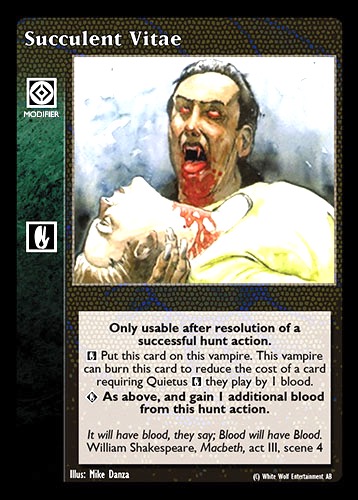 Succulent Vitae
MODIFIER
Only usable after resolution of a
successful hunt action.
Put this card on this vampire. This vampire
can burn this card to reduce the cost of a card
requiring Quietus they play by 1 blood.
As above, and gain 1 additional blood
from this hunt action.
It will have blood, they say; Blood will have Blood.
William Shakespeare, Macbeth, act III, scene 4
Illus: Mike Danza
(C) White Wolf Entertainment AB